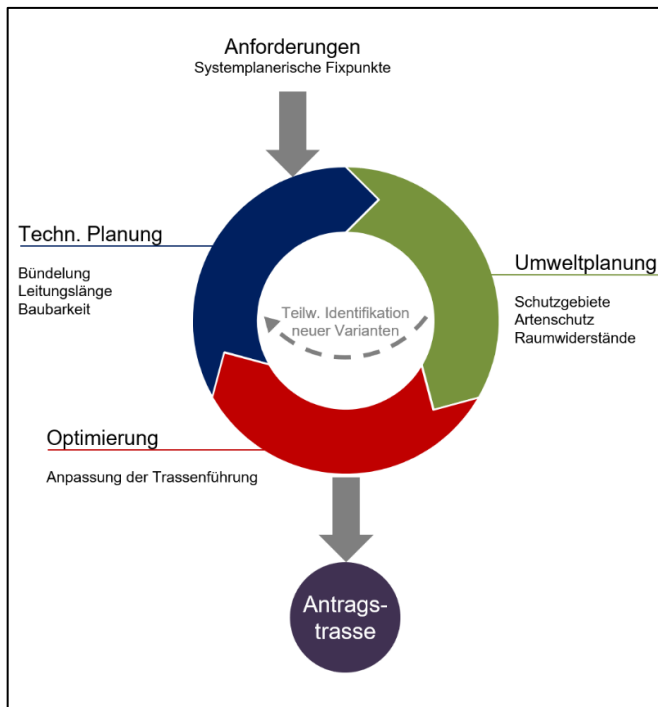 Anforderungen
Systemplanerische Fixpunkte
Techn. Planung
Bündelung
Leitungslänge
Baubarkeit
Umweltplanung
Schutzgebiete
Artenschutz
Raumwiderstände
Teilw. Identifikation
neuer Varianten
Optimierung
Anpassung der Trassenführung
Antrags-
trasse